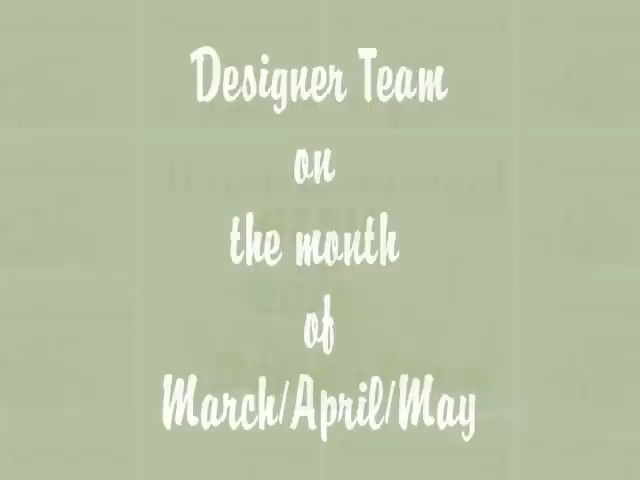 Designer Team
on
the month
of
March/April/May